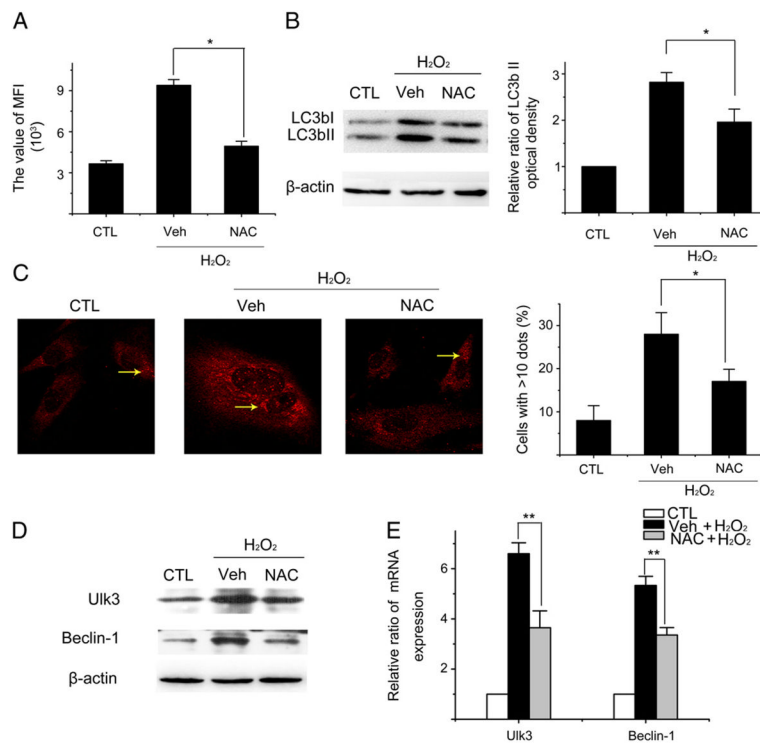 A
The value of MFI
(10³)
9
6
3
*
CTL
Veh
NAC
H₂O₂
B
H₂O₂
CTL
Veh
NAC
LC3bI
LC3bII
β-actin
Relative ratio of LC3b II
optical density
3
2
1
*
CTL
Veh
NAC
H₂O₂
C
H₂O₂
CTL
Veh
NAC
Cells with >10 dots (%)
30
20
10
*
CTL
Veh
NAC
H₂O₂
D
H₂O₂
CTL
Veh
NAC
Ulk3
Beclin-1
β-actin
E
CTL
Veh + H₂O₂
NAC + H₂O₂
Relative ratio of mRNA
expression
6
4
2
**
**
Ulk3
Beclin-1